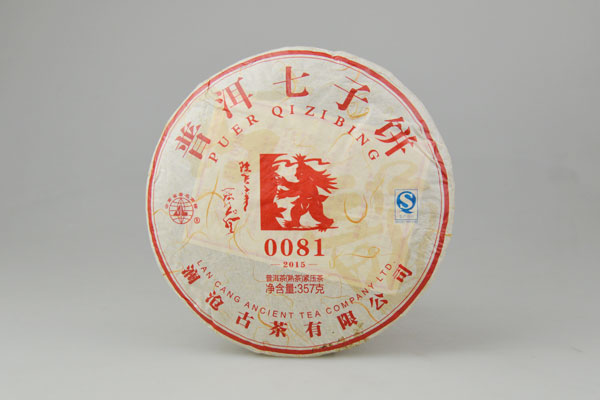 普洱七子饼
PUER QIZIBING
0081
2015
普洱茶(熟茶)紧压茶
净含量:357克
LAN CANG ANCIENT TEA COMPANY LTD.
澜沧古茶有限公司